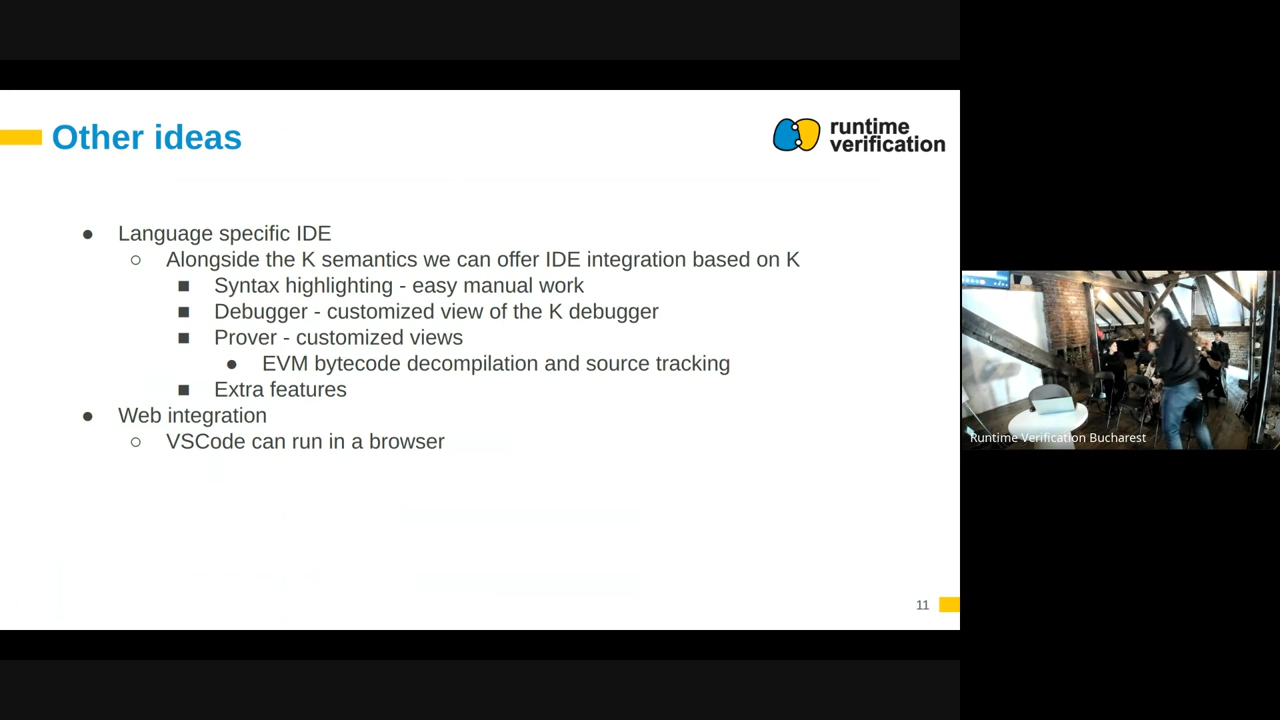 Other ideas
runtime
verification
● Language specific IDE
○ Alongside the K semantics we can offer IDE integration based on K
■ Syntax highlighting - easy manual work
■ Debugger - customized view of the K debugger
■ Prover - customized views
● EVM bytecode decompilation and source tracking
■ Extra features
● Web integration
○ VSCode can run in a browser
11
Runtime Verification Bucharest